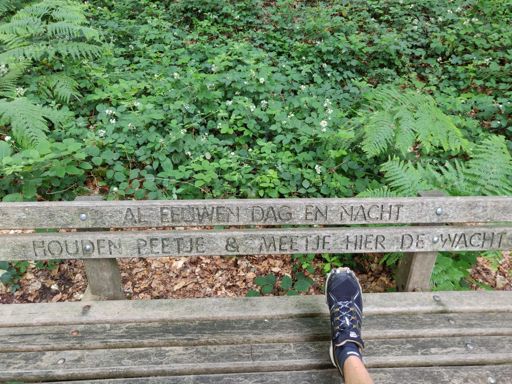 AL EEUWEN DAG EN NACHT
HOUDEN PEETJE & MEETJE HIER DE WACHT